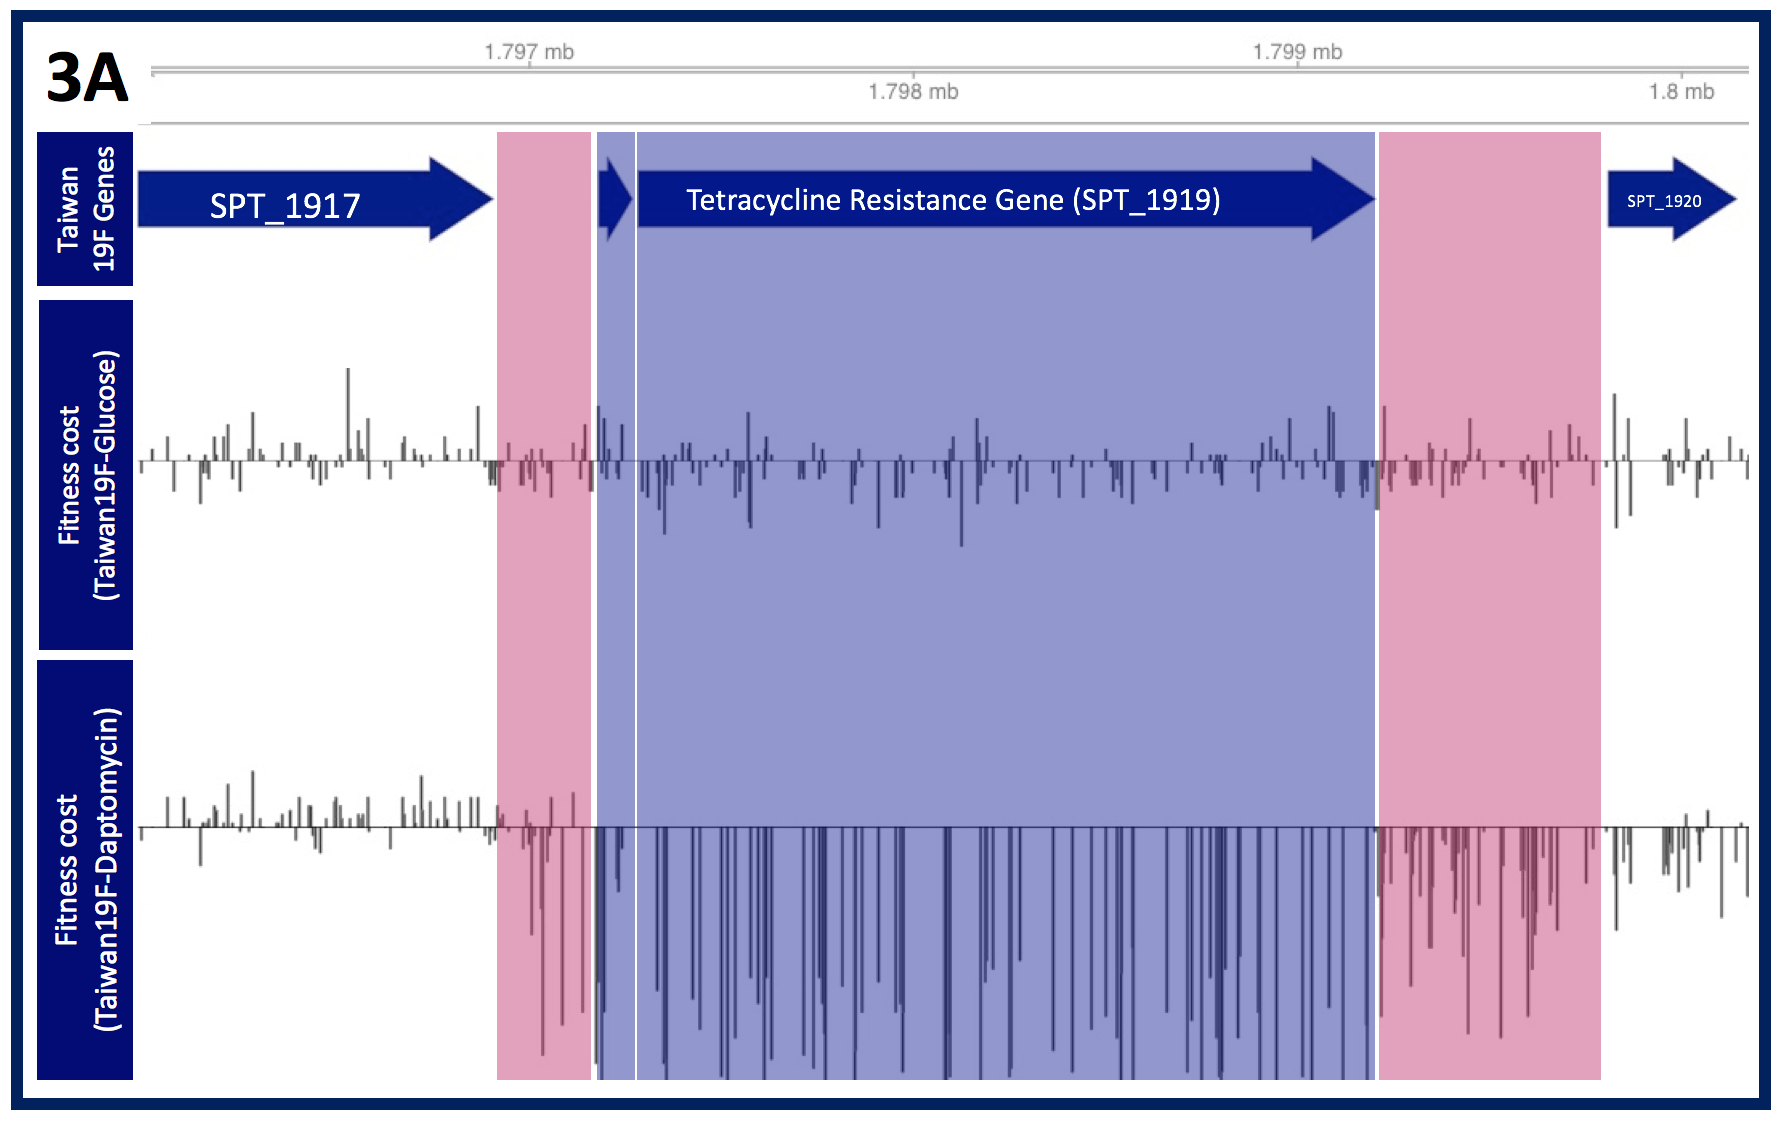 3A
1.797 mb
1.799 mb
1.798 mb
1.8 mb
Taiwan
19F Genes
SPT_1917
Tetracycline Resistance Gene (SPT_1919)
SPT_1920
Fitness cost
(Taiwan19F-Glucose)
Fitness cost
(Taiwan19F-Daptomycin)